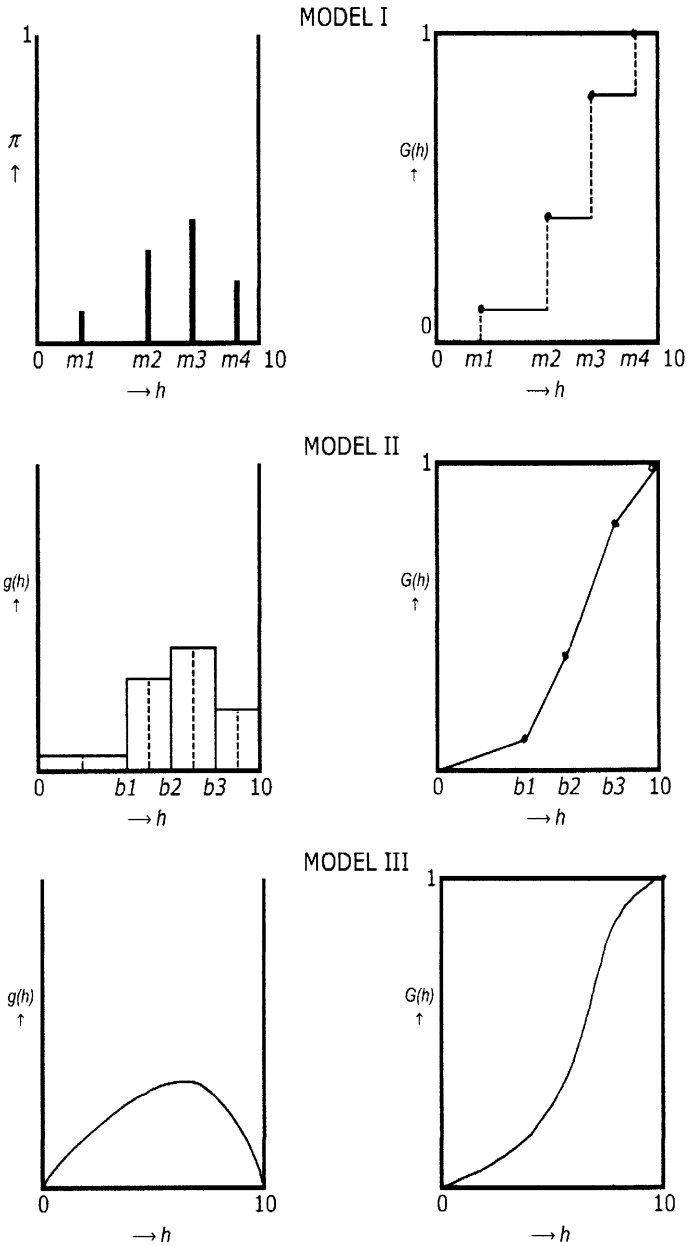 MODEL I
1
π
↑
0 m1 m2 m3 m4 10
→ h
1
G(h)
↑
0
0 m1 m2 m3 m4 10
→ h
MODEL II
g(h)
↑
0 b1 b2 b3 10
→ h
1
G(h)
↑
0 b1 b2 b3 10
→ h
MODEL III
g(h)
↑
0 10
→ h
1
G(h)
↑
0 10
→ h